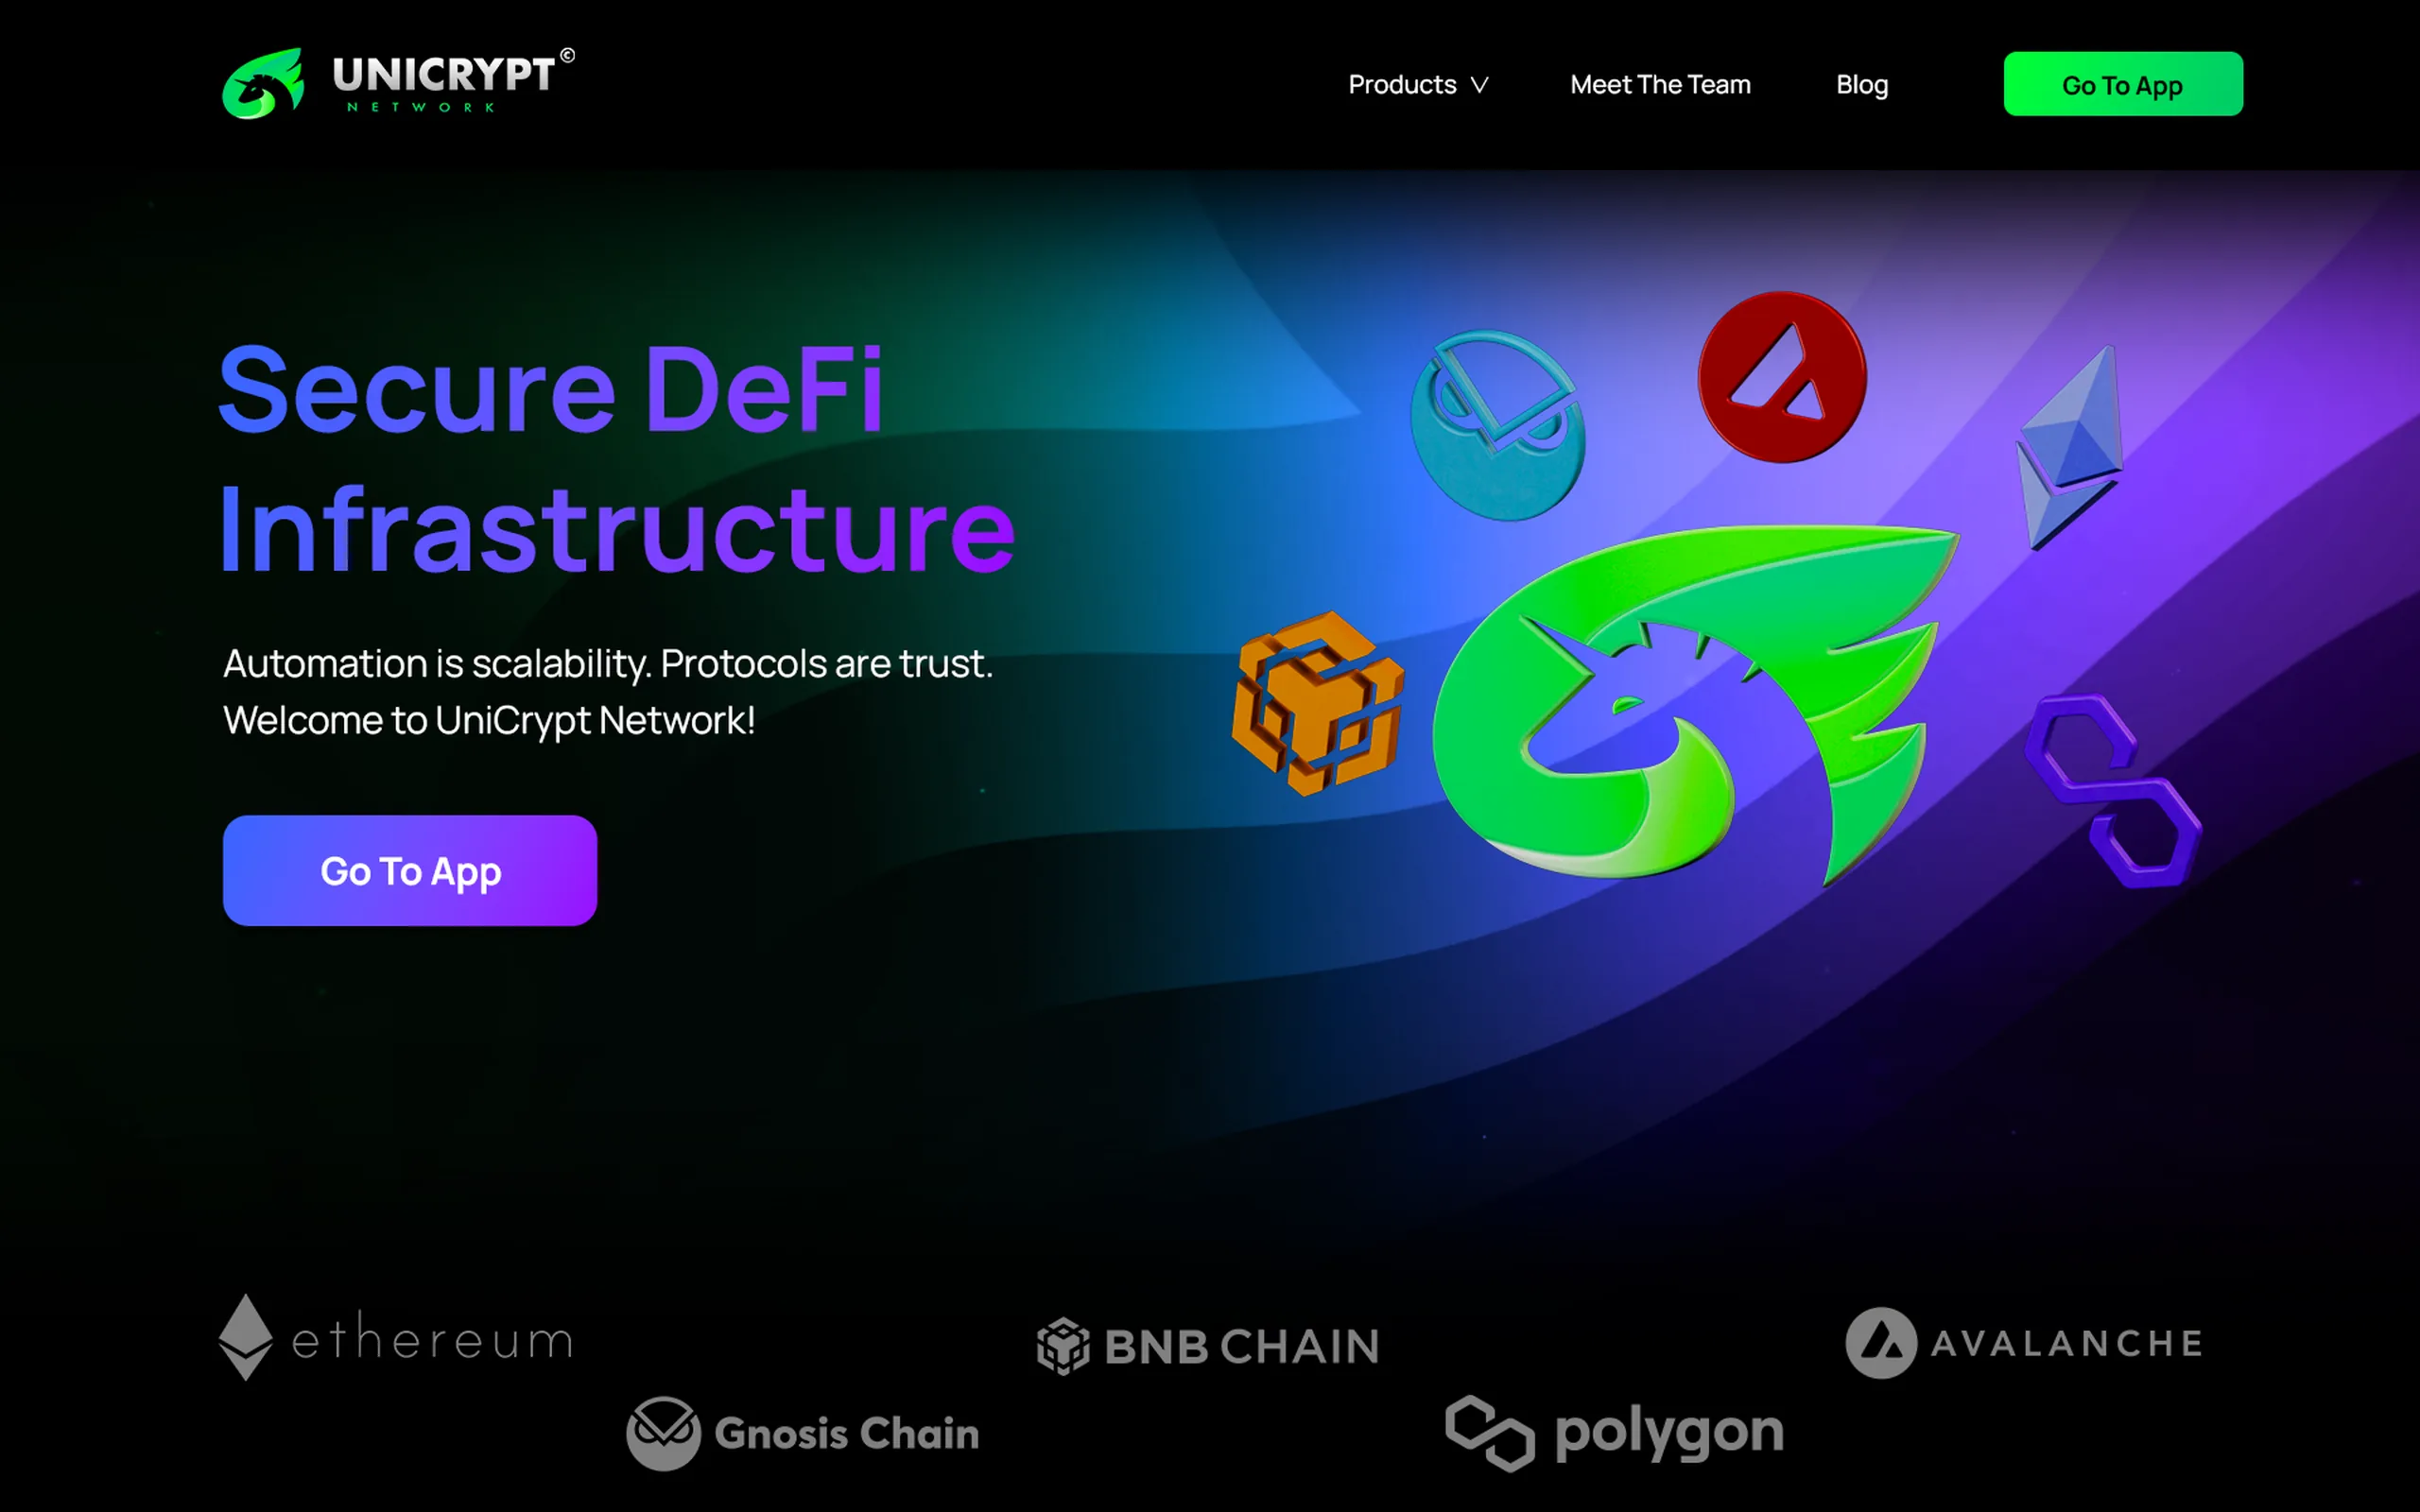 UNICRYPT©
NETWORK
Products
Meet The Team
Blog
Go To App
Secure DeFi
Infrastructure
Automation is scalability. Protocols are trust.
Welcome to UniCrypt Network!
Go To App
ethereum
BNB CHAIN
AVALANCHE
Gnosis Chain
polygon